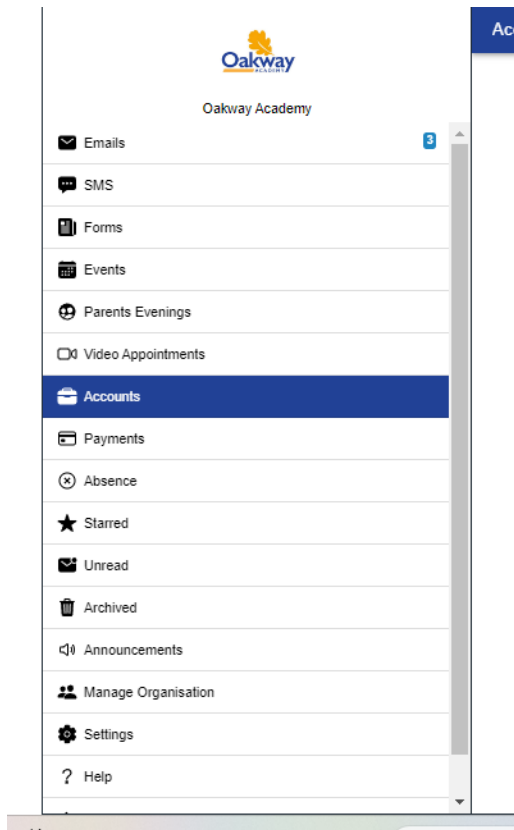 Acc
Oakway
ACADEMY
Oakway Academy
Emails
3
SMS
Forms
Events
Parents Evenings
Video Appointments
Accounts
Payments
Absence
Starred
Unread
Archived
Announcements
Manage Organisation
Settings
? Help